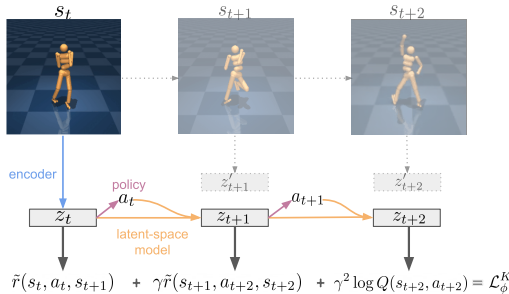 s_t s_{t+1} s_{t+2}
encoder
z'_{t+1} z'_{t+2}
policy
a_t a_{t+1}
z_t z_{t+1} z_{t+2}
latent-space
model
r̃(s_t, a_t, s_{t+1}) + γr̃(s_{t+1}, a_{t+2}, s_{t+2}) + γ² log Q(s_{t+2}, a_{t+2}) = ℒ_ϕ^K